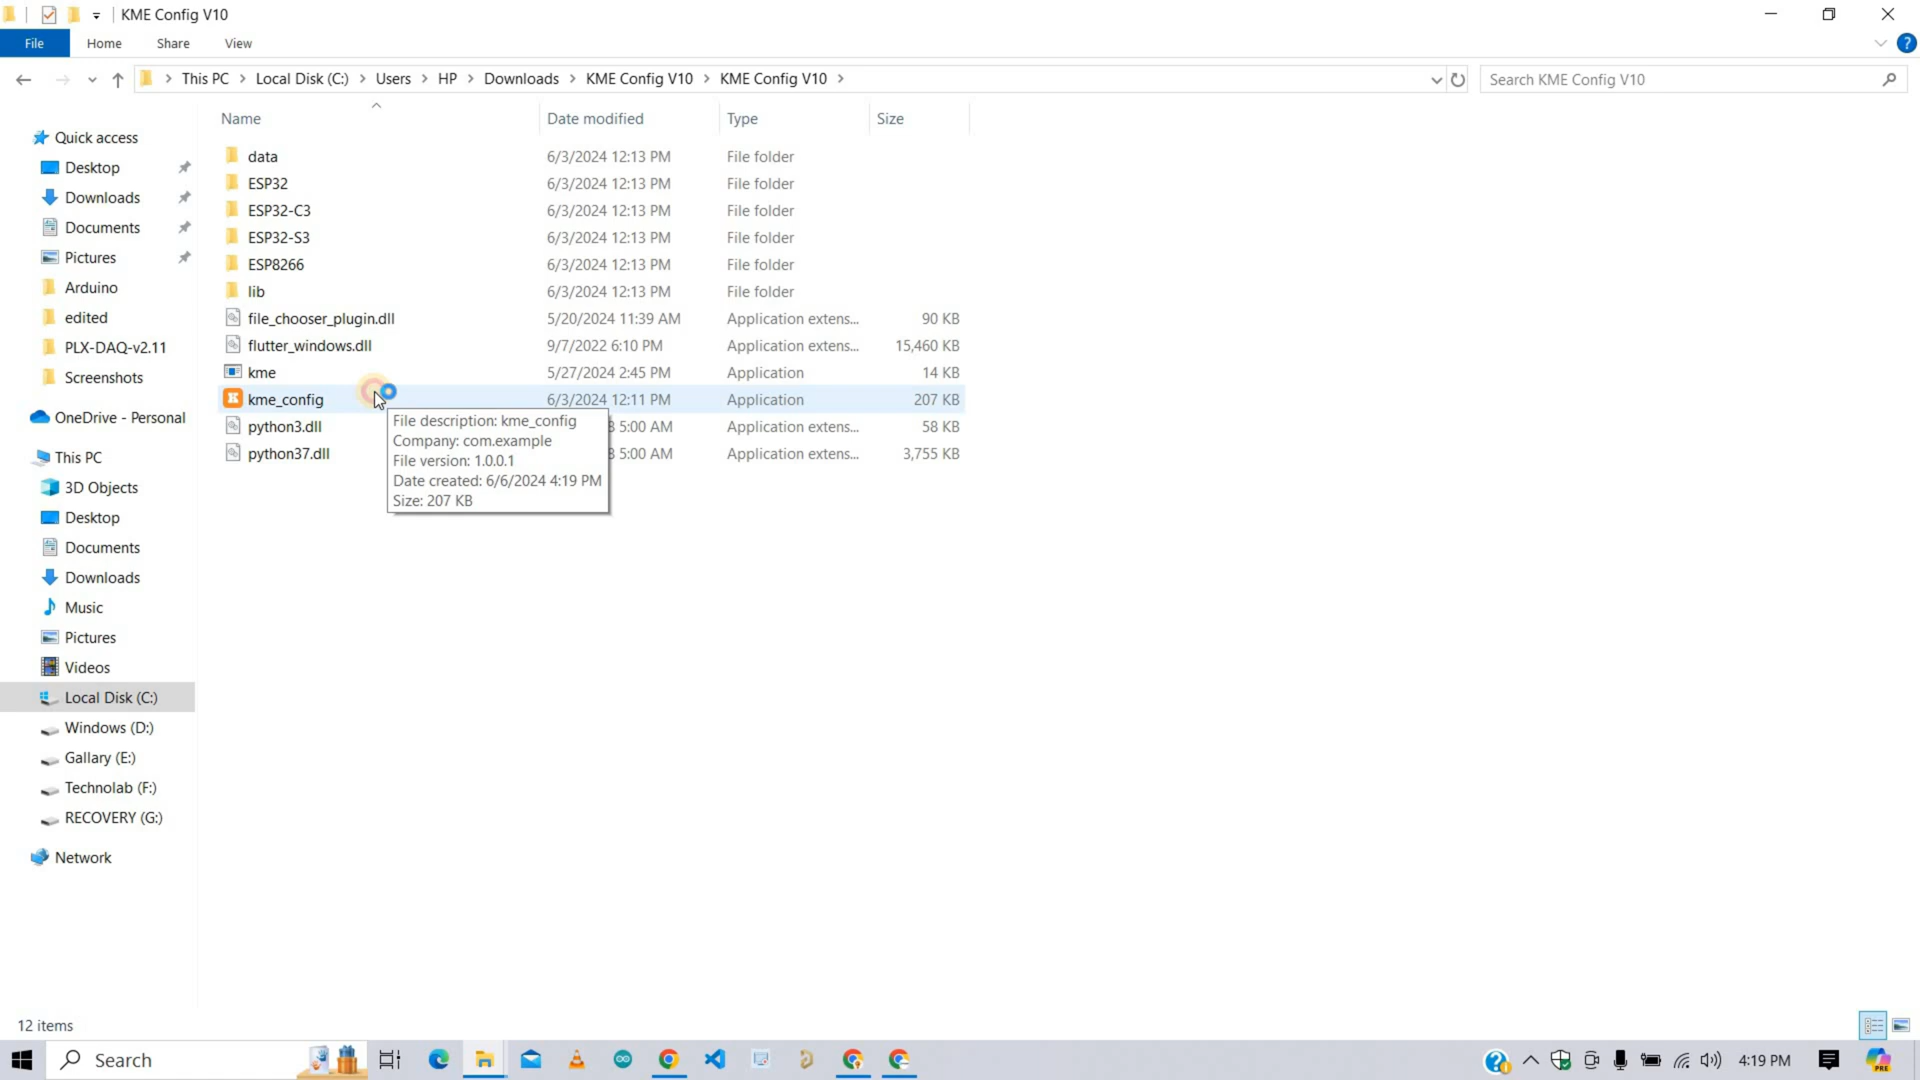 KME Config V10
File Home Share View
This PC Local Disk (C:) Users HP Downloads KME Config V10 KME Config V10
Search KME Config V10
Name Date modified Type Size
Quick access
Desktop
Downloads
Documents
Pictures
Arduino
edited
PLX-DAQ-v2.11
Screenshots
OneDrive - Personal
This PC
3D Objects
Desktop
Documents
Downloads
Music
Pictures
Videos
Local Disk (C:)
Windows (D:)
Gallary (E:)
Technolab (F:)
RECOVERY (G:)
Network
data 6/3/2024 12:13 PM File folder
ESP32 6/3/2024 12:13 PM File folder
ESP32-C3 6/3/2024 12:13 PM File folder
ESP32-S3 6/3/2024 12:13 PM File folder
ESP8266 6/3/2024 12:13 PM File folder
lib 6/3/2024 12:13 PM File folder
file_chooser_plugin.dll 5/20/2024 11:39 AM Application extens... 90 KB
flutter_windows.dll 9/7/2022 6:10 PM Application extens... 15,460 KB
kme 5/27/2024 2:45 PM Application 14 KB
kme_config 6/3/2024 12:11 PM Application 207 KB
python3.dll 8 5:00 AM Application extens... 58 KB
python37.dll 8 5:00 AM Application extens... 3,755 KB
File description: kme_config
Company: com.example
File version: 1.0.0.1
Date created: 6/6/2024 4:19 PM
Size: 207 KB
12 items
Search
4:19 PM
PRE